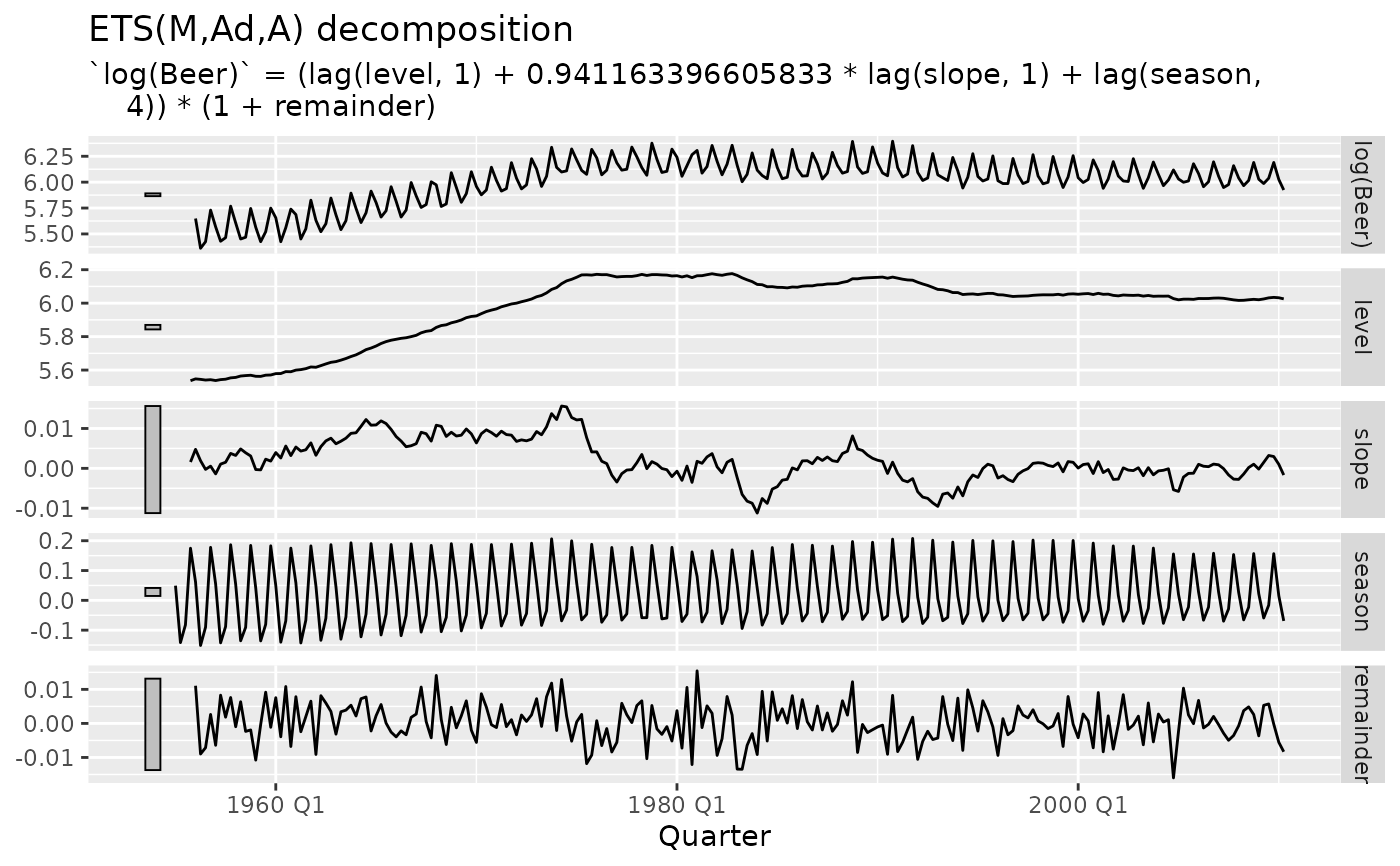 ETS(M,Ad,A) decomposition
`log(Beer)` = (lag(level, 1) + 0.941163396605833 * lag(slope, 1) + lag(season,
4)) * (1 + remainder)
6.25
6.00
5.75
5.50
log(Beer)
6.2
6.0
5.8
5.6
level
0.01
0.00
-0.01
slope
0.2
0.1
0.0
-0.1
season
0.01
0.00
-0.01
remainder
1960 Q1
1980 Q1
2000 Q1
Quarter